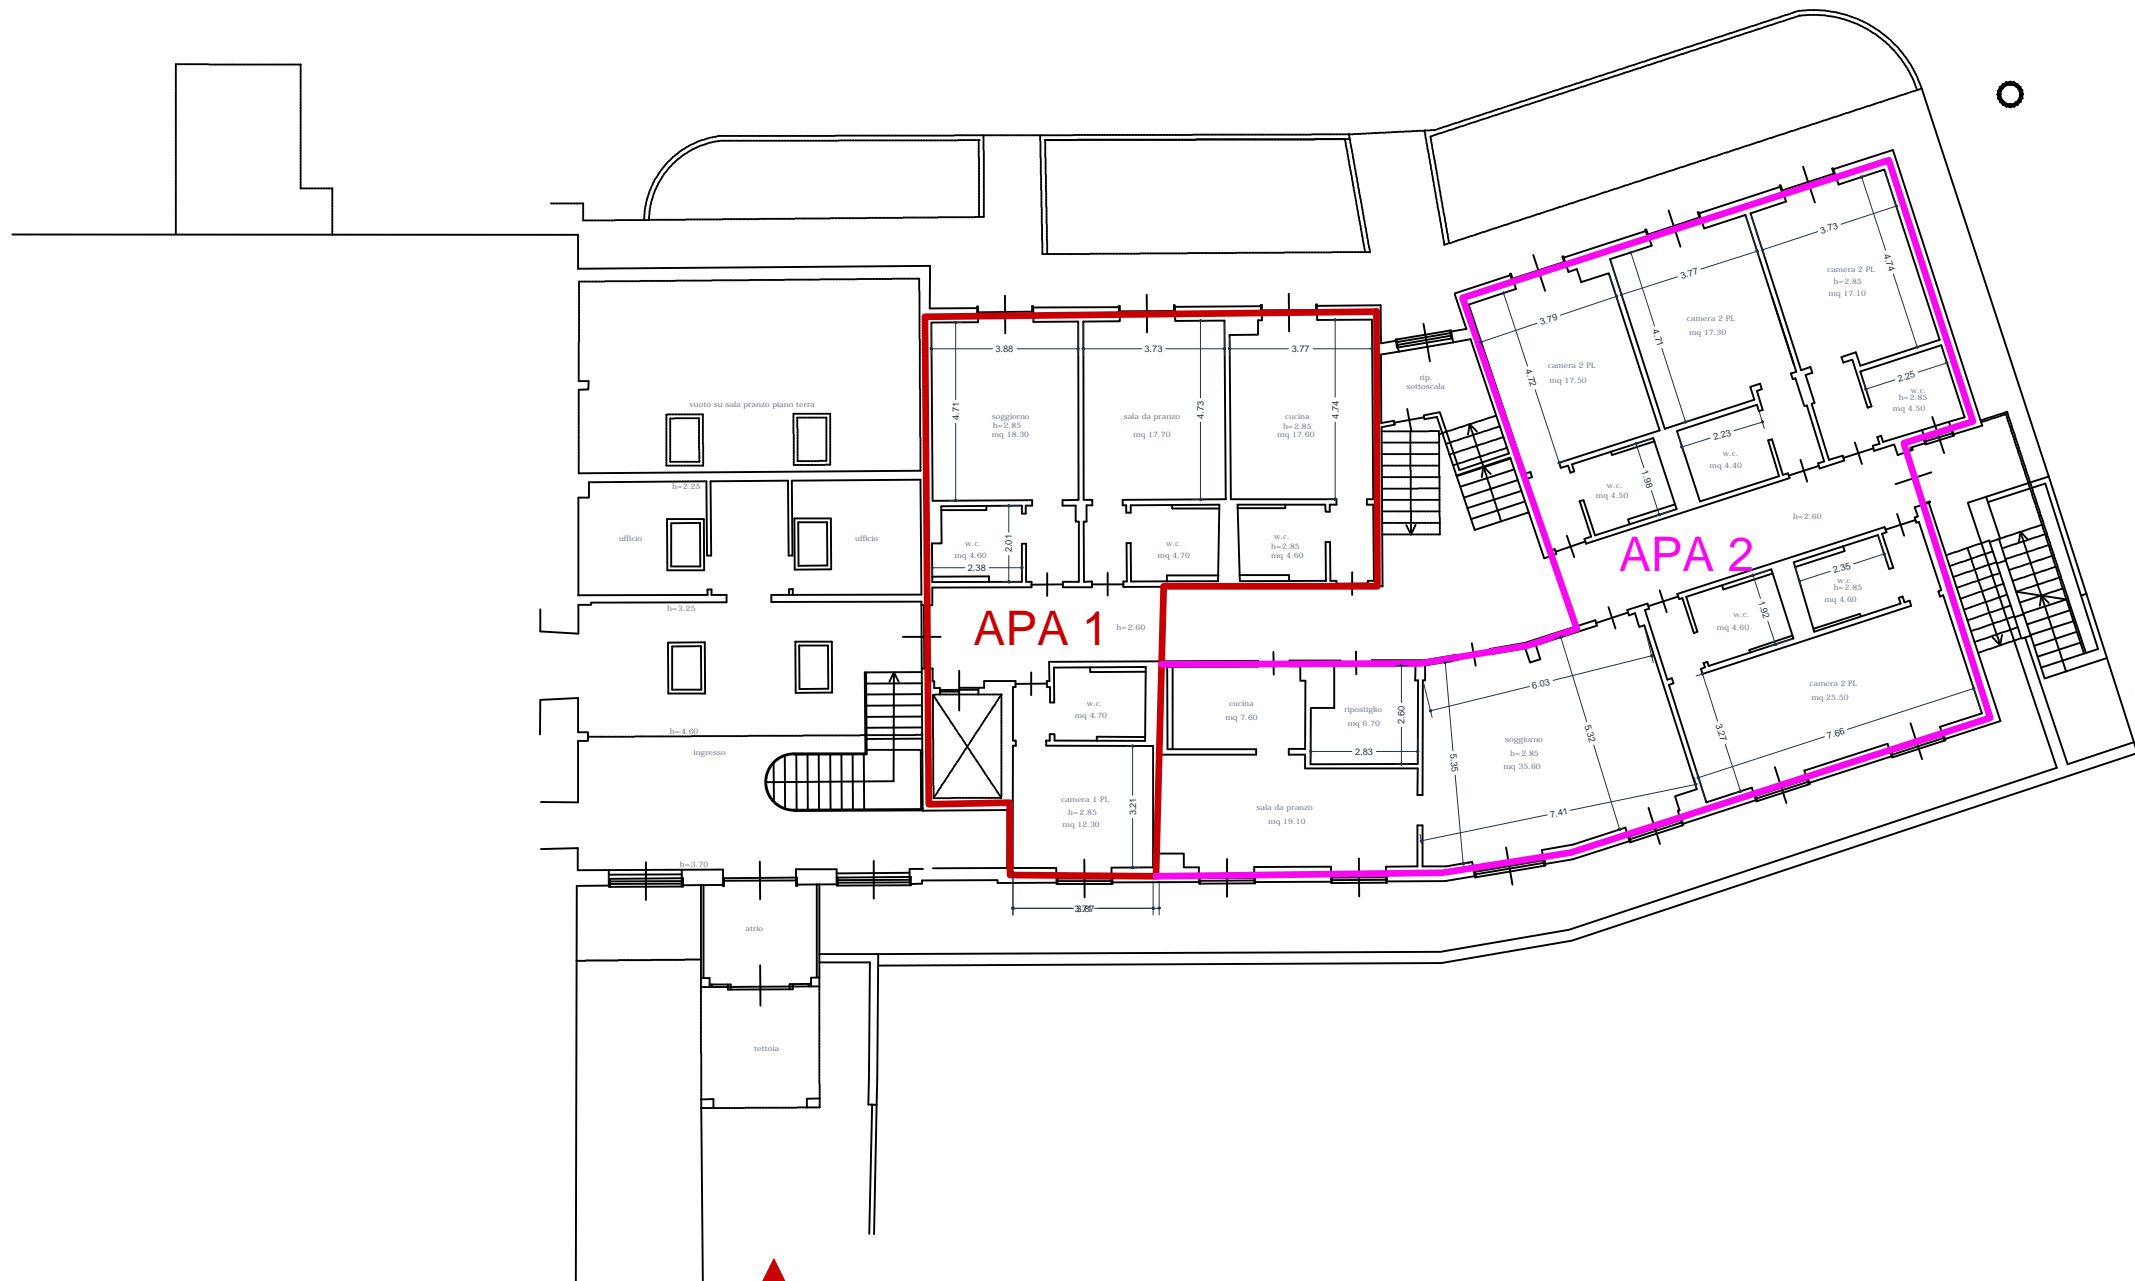 vuoto su sala pranzo piano terra
h=2.25
ufficio
ufficio
h=3.25
h=4.60
ingresso
h=3.70
atrio
tettoia
3.88
3.73
3.77
4.71
4.73
4.74
soggiorno
h=2.85
mq 18.30
sala da pranzo
mq 17.70
cucina
h=2.85
mq 17.60
w.c.
mq 4.60
2.01
2.38
w.c.
mq 4.70
w.c.
h=2.85
mq 4.60
APA 1
h=2.60
w.c.
mq 4.70
camera 1 PL
h=2.85
mq 12.30
3.21
rip.
sottoscala
3.79
3.77
3.73
4.72
4.71
4.74
camera 2 PL
mq 17.50
camera 2 PL
mq 17.30
camera 2 PL
h=2.85
mq 17.10
w.c.
mq 4.50
1.98
2.23
w.c.
mq 4.40
2.25
w.c.
h=2.85
mq 4.50
h=2.60
APA 2
cucina
mq 7.60
ripostiglio
mq 6.70
2.60
2.83
sala da pranzo
mq 19.10
6.03
5.32
5.35
soggiorno
h=2.85
mq 35.60
7.41
w.c.
mq 4.60
1.92
2.35
w.c.
h=2.85
mq 4.60
camera 2 PL
mq 25.50
3.27
7.66